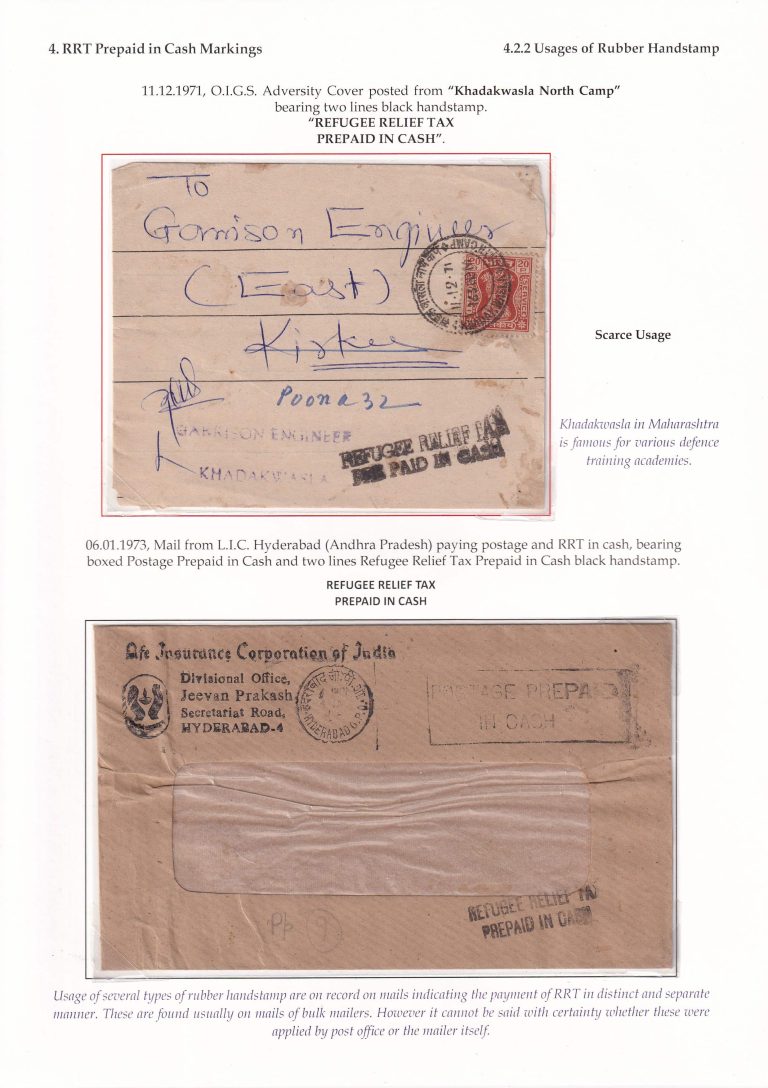 4. RRT Prepaid in Cash Markings
4.2.2 Usages of Rubber Handstamp
11.12.1971, O.I.G.S. Adversity Cover posted from “Khadakwasla North Camp”
bearing two lines black handstamp.
“REFUGEE RELIEF TAX
PREPAID IN CASH”.
To
Garrison Engineer
(East)
Kirkee
Poona 32
GARRISON ENGINEER
KHADAKWASLA
REFUGEE RELIEF TAX
PRE PAID IN CASH
11.12.71
20
20
SERVICE
Scarce Usage
Khadakwasla in Maharashtra
is famous for various defence
training academies.
06.01.1973, Mail from L.I.C. Hyderabad (Andhra Pradesh) paying postage and RRT in cash, bearing
boxed Postage Prepaid in Cash and two lines Refugee Relief Tax Prepaid in Cash black handstamp.
REFUGEE RELIEF TAX
PREPAID IN CASH
Life Insurance Corporation of India
Divisional Office,
Jeevan Prakash
Secretariat Road,
HYDERABAD-4
हैदराबाद जी.पी.ओ.
HYDERABAD G.P.O.
POSTAGE PREPAID
IN CASH
REFUGEE RELIEF TAX
PREPAID IN CASH
Pp
Usage of several types of rubber handstamp are on record on mails indicating the payment of RRT in distinct and separate
manner. These are found usually on mails of bulk mailers. However it cannot be said with certainty whether these were
applied by post office or the mailer itself.